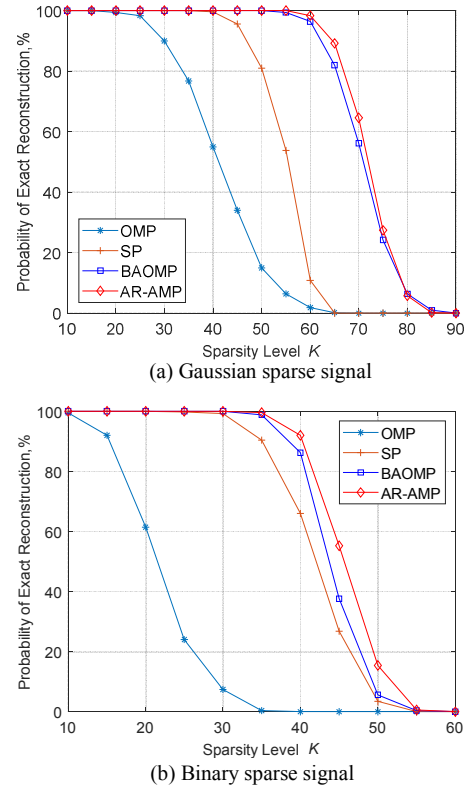 100
80
60
40
20
0
Probability of Exact Reconstruction,%
OMP
SP
BAOMP
AR-AMP
10 20 30 40 50 60 70 80 90
Sparsity Level K
(a) Gaussian sparse signal
100
80
60
40
20
0
Probability of Exact Reconstruction,%
OMP
SP
BAOMP
AR-AMP
10 20 30 40 50 60
Sparsity Level K
(b) Binary sparse signal